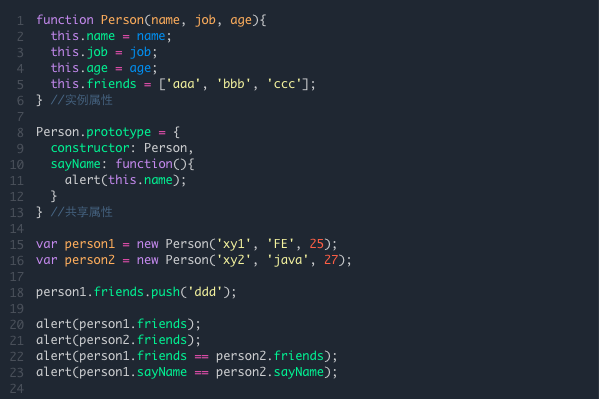 1 function Person(name, job, age){
2   this.name = name;
3   this.job = job;
4   this.age = age;
5   this.friends = ['aaa', 'bbb', 'ccc'];
6 } //实例属性
7
8 Person.prototype = {
9   constructor: Person,
10   sayName: function(){
11     alert(this.name);
12   }
13 } //共享属性
14
15 var person1 = new Person('xy1', 'FE', 25);
16 var person2 = new Person('xy2', 'java', 27);
17
18 person1.friends.push('ddd');
19
20 alert(person1.friends);
21 alert(person2.friends);
22 alert(person1.friends == person2.friends);
23 alert(person1.sayName == person2.sayName);
24